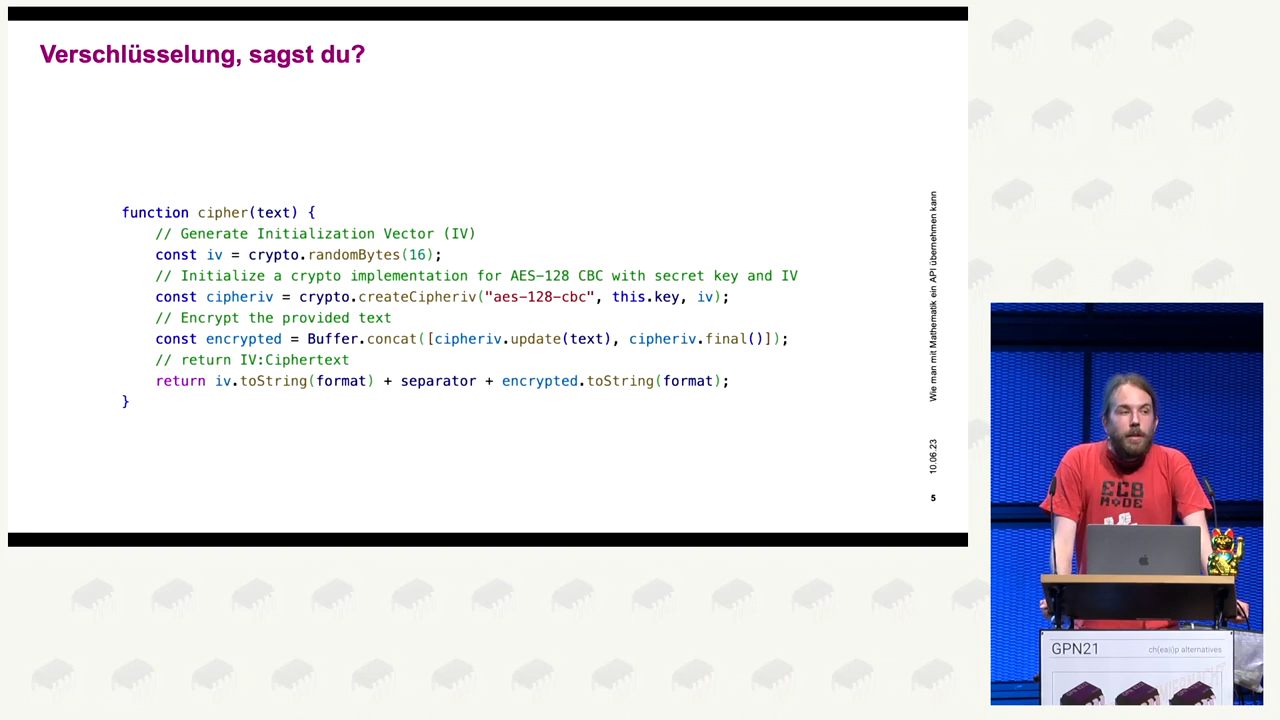 Verschlüsselung, sagst du?
function cipher(text) {
// Generate Initialization Vector (IV)
const iv = crypto.randomBytes(16);
// Initialize a crypto implementation for AES-128 CBC with secret key and IV
const cipheriv = crypto.createCipheriv("aes-128-cbc", this.key, iv);
// Encrypt the provided text
const encrypted = Buffer.concat([cipheriv.update(text), cipheriv.final()]);
// return IV:Ciphertext
return iv.toString(format) + separator + encrypted.toString(format);
}
Wie man mit Mathematik ein API übernehmen kann
10.06.23
5
ECB
MODE
GPN21
ch(ea)i)p alternatives